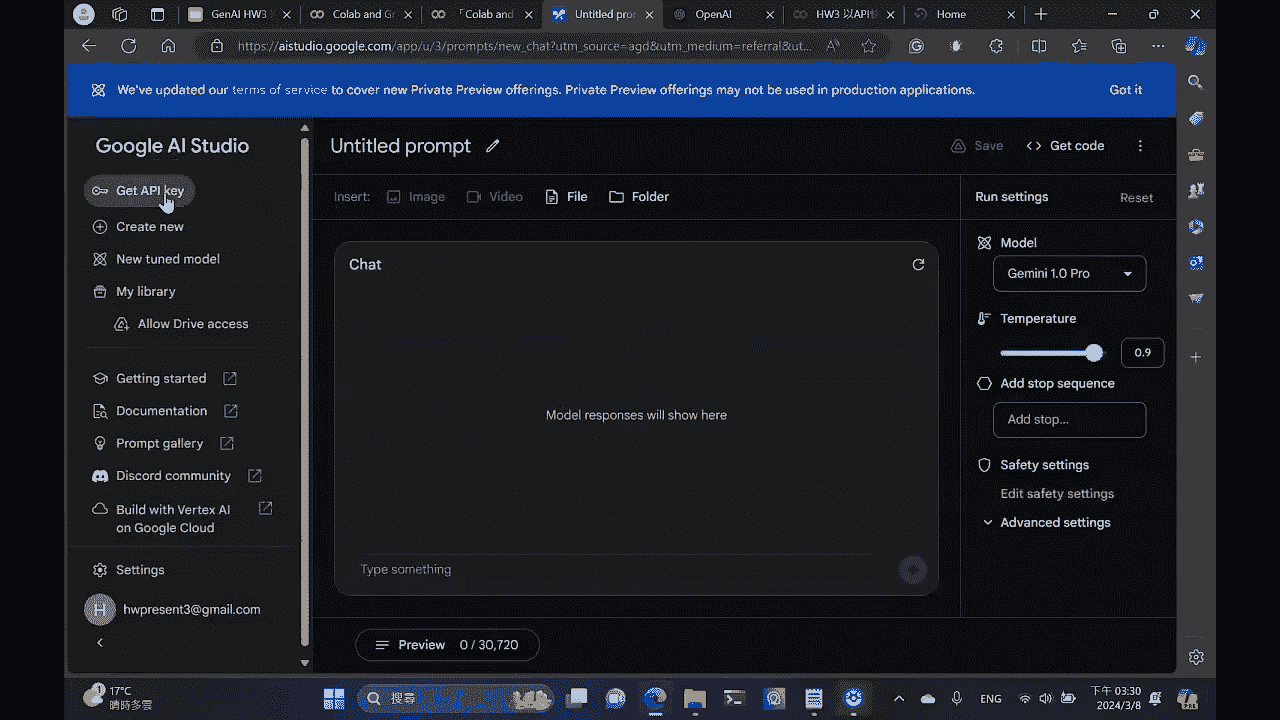 GenAI HW3
Colab and Gr
「Colab and
Untitled pror
OpenAI
HW3 以API
Home
https://aistudio.google.com/app/u/3/prompts/new_chat?utm_source=agd&utm_medium=referral&ut...
We've updated our terms of service to cover new Private Preview offerings. Private Preview offerings may not be used in production applications.
Got it
Google AI Studio
Get API key
Create new
New tuned model
My library
Allow Drive access
Getting started
Documentation
Prompt gallery
Discord community
Build with Vertex AI
on Google Cloud
Settings
H
hwpresent3@gmail.com
Untitled prompt
Save
Get code
Insert:
Image
Video
File
Folder
Chat
Model responses will show here
Type something
Preview
0 / 30,720
Run settings
Reset
Model
Gemini 1.0 Pro
Temperature
0.9
Add stop sequence
Add stop...
Safety settings
Edit safety settings
Advanced settings
1
17°C
時多雲
搜尋
ENG
下午 03:30
2024/3/8